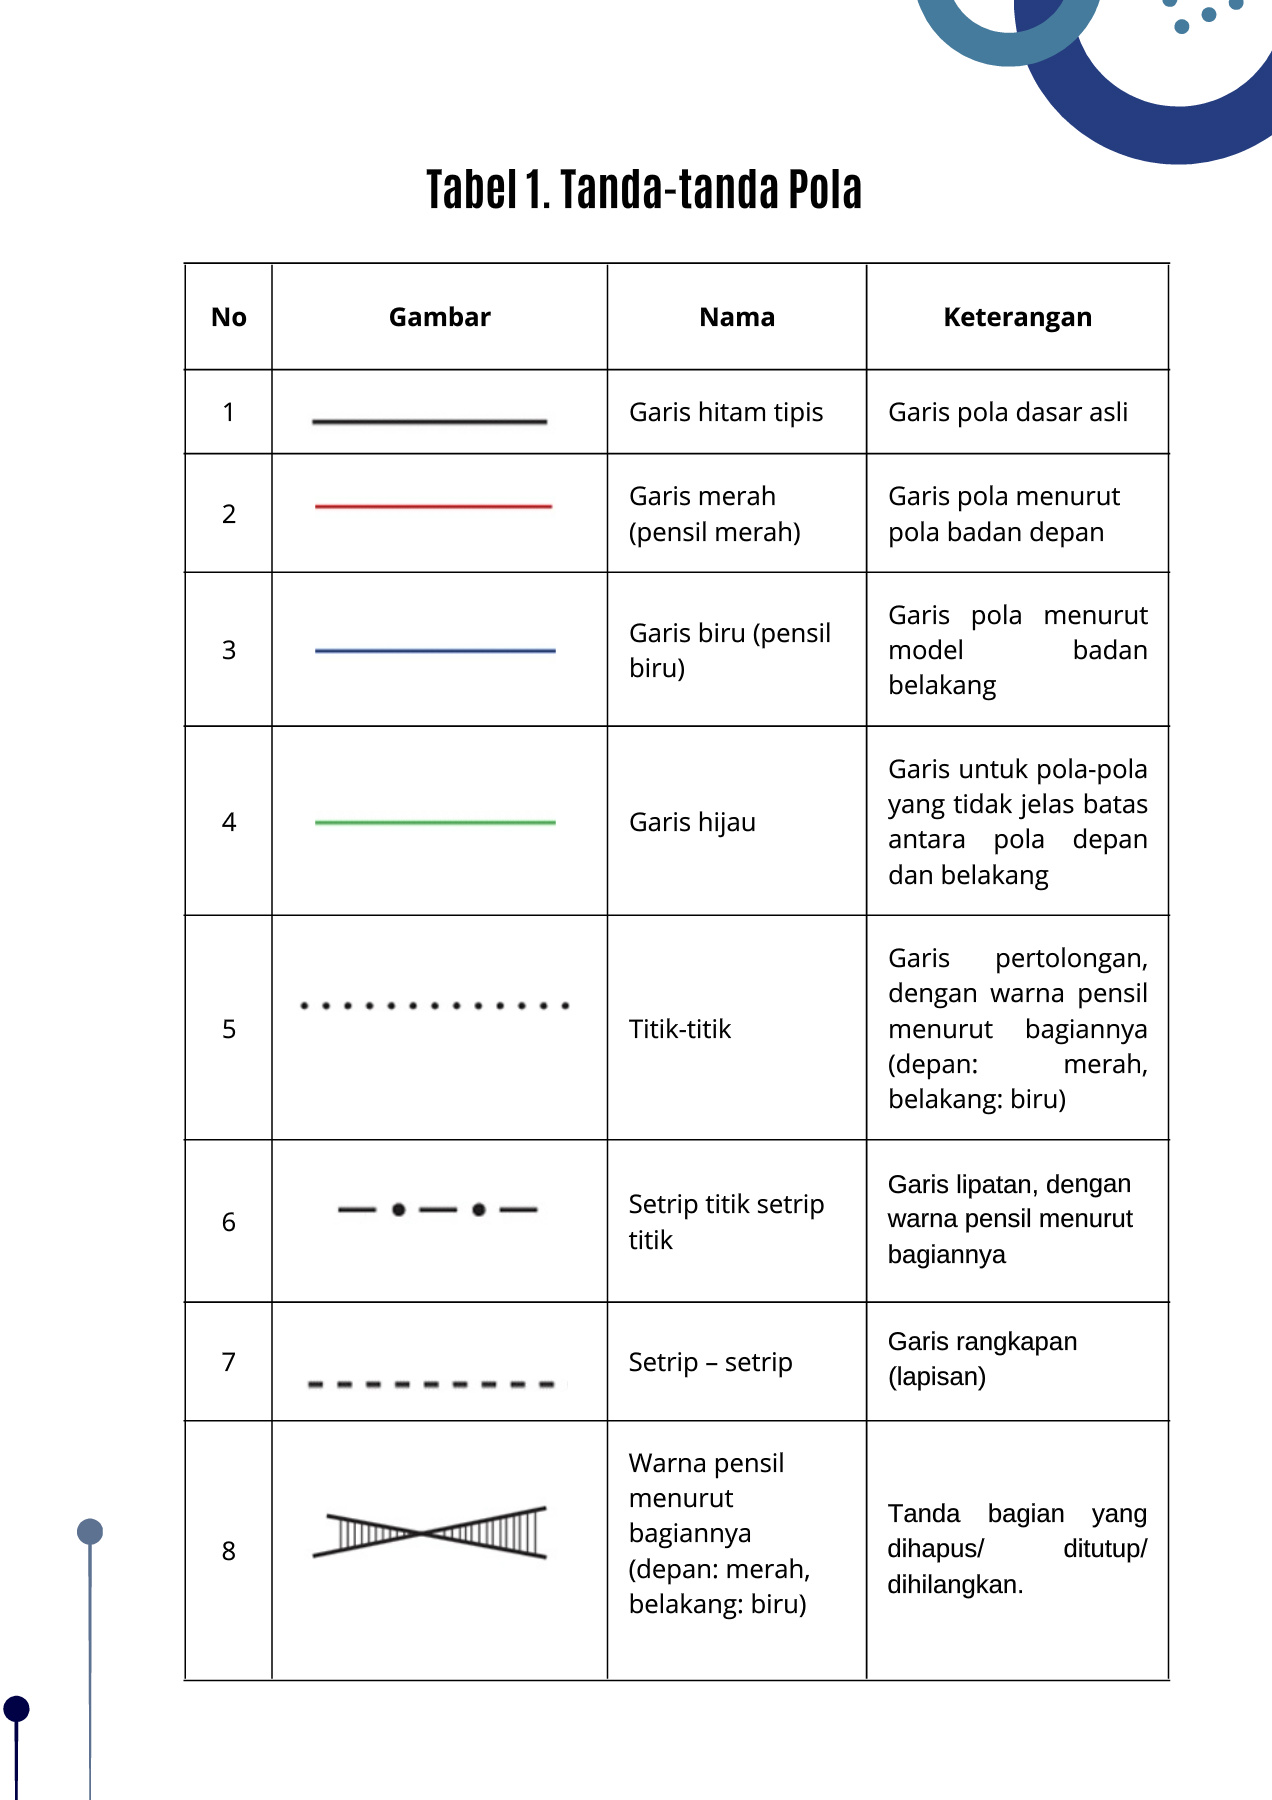 Tabel 1. Tanda-tanda Pola
No Gambar Nama Keterangan
1 Garis hitam tipis Garis pola dasar asli
2 Garis merah (pensil merah) Garis pola menurut pola badan depan
3 Garis biru (pensil biru) Garis pola menurut model badan belakang
4 Garis hijau Garis untuk pola-pola yang tidak jelas batas antara pola depan dan belakang
5 Titik-titik Garis pertolongan, dengan warna pensil menurut bagiannya (depan: merah, belakang: biru)
6 Setrip titik setrip titik Garis lipatan, dengan warna pensil menurut bagiannya
7 Setrip – setrip Garis rangkapan (lapisan)
8 Warna pensil menurut bagiannya (depan: merah, belakang: biru) Tanda bagian yang dihapus/ ditutup/ dihilangkan.